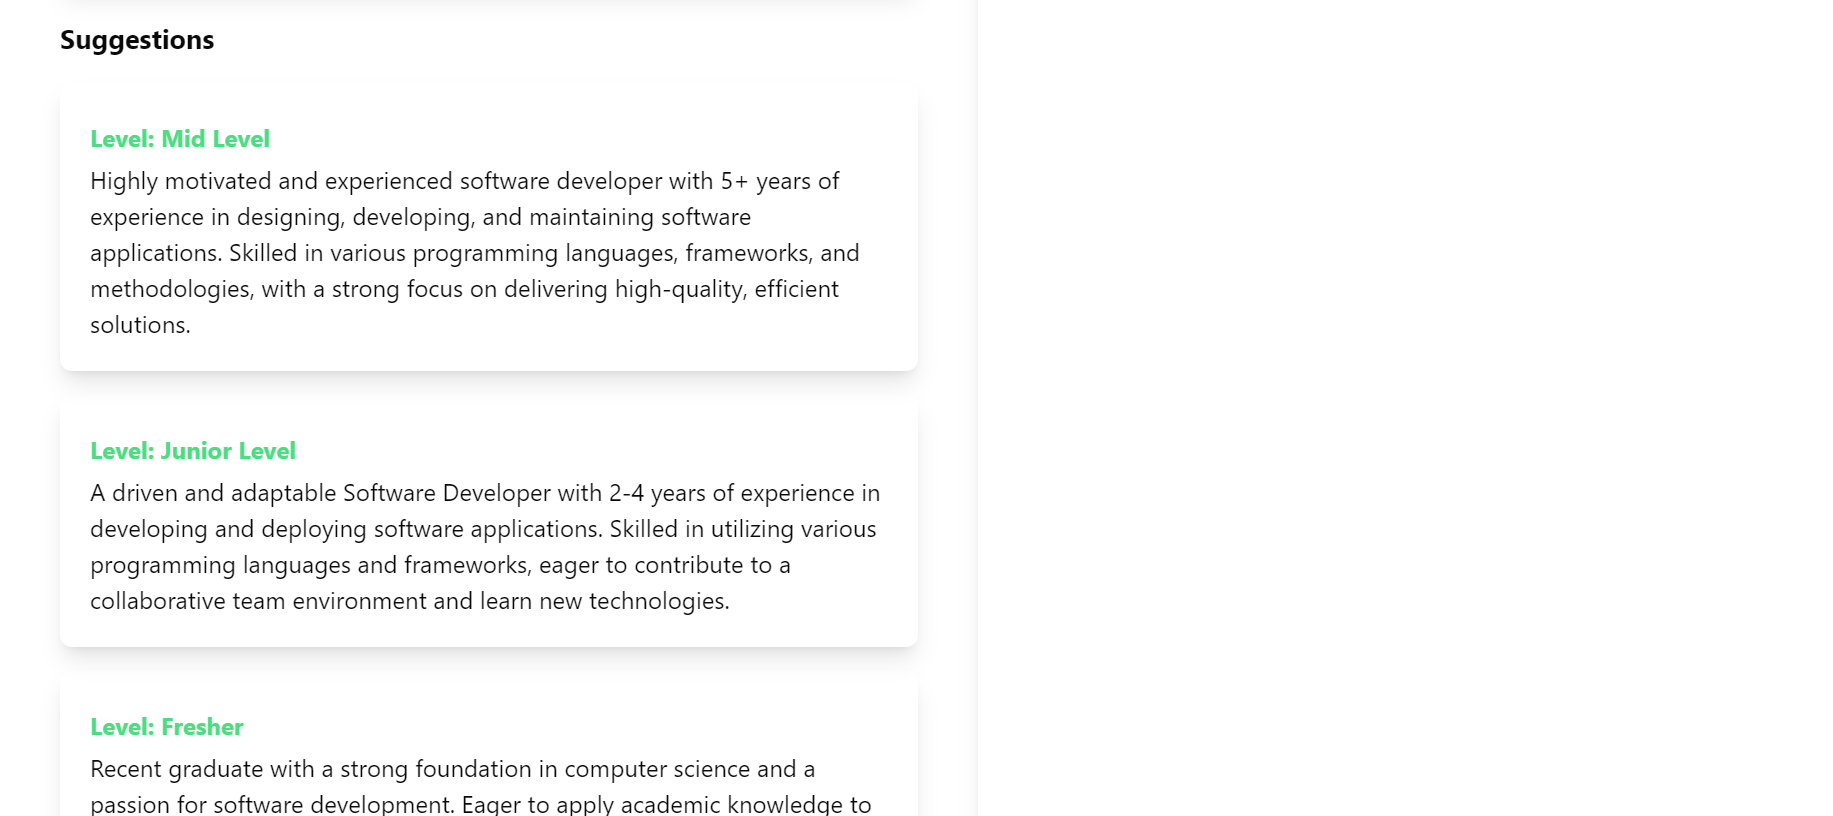 Suggestions
Level: Mid Level
Highly motivated and experienced software developer with 5+ years of
experience in designing, developing, and maintaining software
applications. Skilled in various programming languages, frameworks, and
methodologies, with a strong focus on delivering high-quality, efficient
solutions.
Level: Junior Level
A driven and adaptable Software Developer with 2-4 years of experience in
developing and deploying software applications. Skilled in utilizing various
programming languages and frameworks, eager to contribute to a
collaborative team environment and learn new technologies.
Level: Fresher
Recent graduate with a strong foundation in computer science and a
passion for software development. Eager to apply academic knowledge to